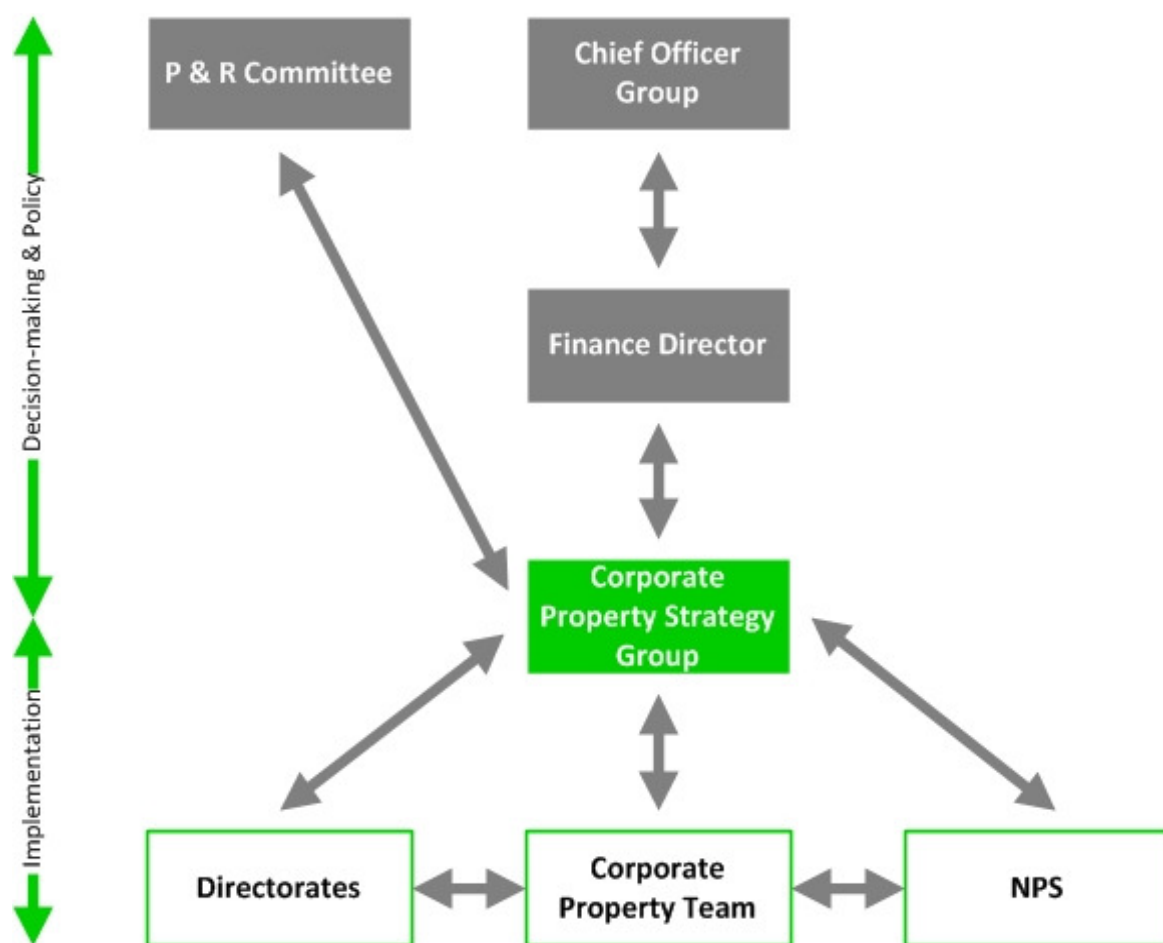 P & R Committee
Chief Officer
Group
Decision-making & Policy
Finance Director
Corporate
Property Strategy
Group
Implementation
Directorates
Corporate
Property Team
NPS